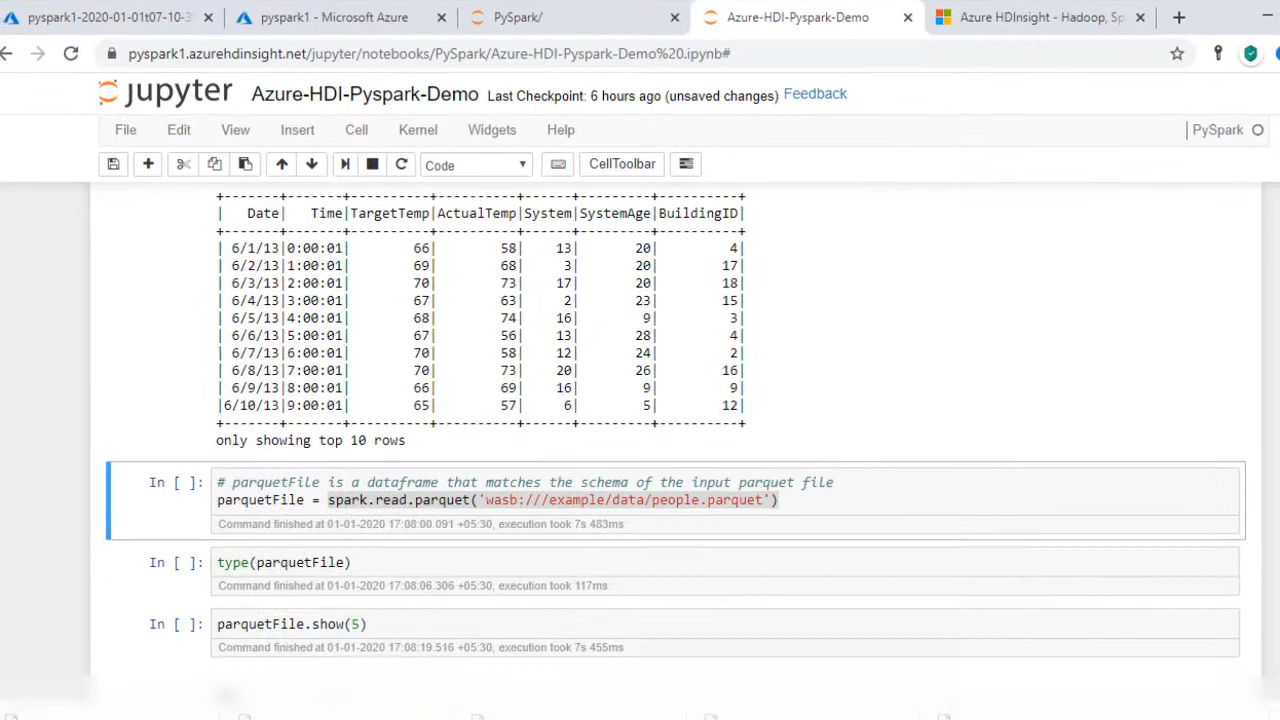 pyspark1-2020-01-01t07-10-3
pyspark1 - Microsoft Azure
PySpark/
Azure-HDI-Pyspark-Demo
Azure HDInsight - Hadoop, Sp
pyspark1.azurehdinsight.net/jupyter/notebooks/PySpark/Azure-HDI-Pyspark-Demo%20.ipynb#
jupyter Azure-HDI-Pyspark-Demo Last Checkpoint: 6 hours ago (unsaved changes) Feedback
File Edit View Insert Cell Kernel Widgets Help PySpark
Code CellToolbar
+-------+-------+----------+----------+------+---------+----------+
|   Date|   Time|TargetTemp|ActualTemp|System|SystemAge|BuildingID|
+-------+-------+----------+----------+------+---------+----------+
| 6/1/13|0:00:01|        66|        58|    13|       20|         4|
| 6/2/13|1:00:01|        69|        68|     3|       20|        17|
| 6/3/13|2:00:01|        70|        73|    17|       20|        18|
| 6/4/13|3:00:01|        67|        63|     2|       23|        15|
| 6/5/13|4:00:01|        68|        74|    16|        9|         3|
| 6/6/13|5:00:01|        67|        56|    13|       28|         4|
| 6/7/13|6:00:01|        70|        58|    12|       24|         2|
| 6/8/13|7:00:01|        70|        73|    20|       26|        16|
| 6/9/13|8:00:01|        66|        69|    16|        9|         9|
|6/10/13|9:00:01|        65|        57|     6|        5|        12|
+-------+-------+----------+----------+------+---------+----------+
only showing top 10 rows
In [ ]: # parquetFile is a dataframe that matches the schema of the input parquet file
parquetFile = spark.read.parquet('wasb:///example/data/people.parquet')
Command finished at 01-01-2020 17:08:00.091 +05:30, execution took 7s 483ms
In [ ]: type(parquetFile)
Command finished at 01-01-2020 17:08:06.306 +05:30, execution took 117ms
In [ ]: parquetFile.show(5)
Command finished at 01-01-2020 17:08:19.516 +05:30, execution took 7s 455ms